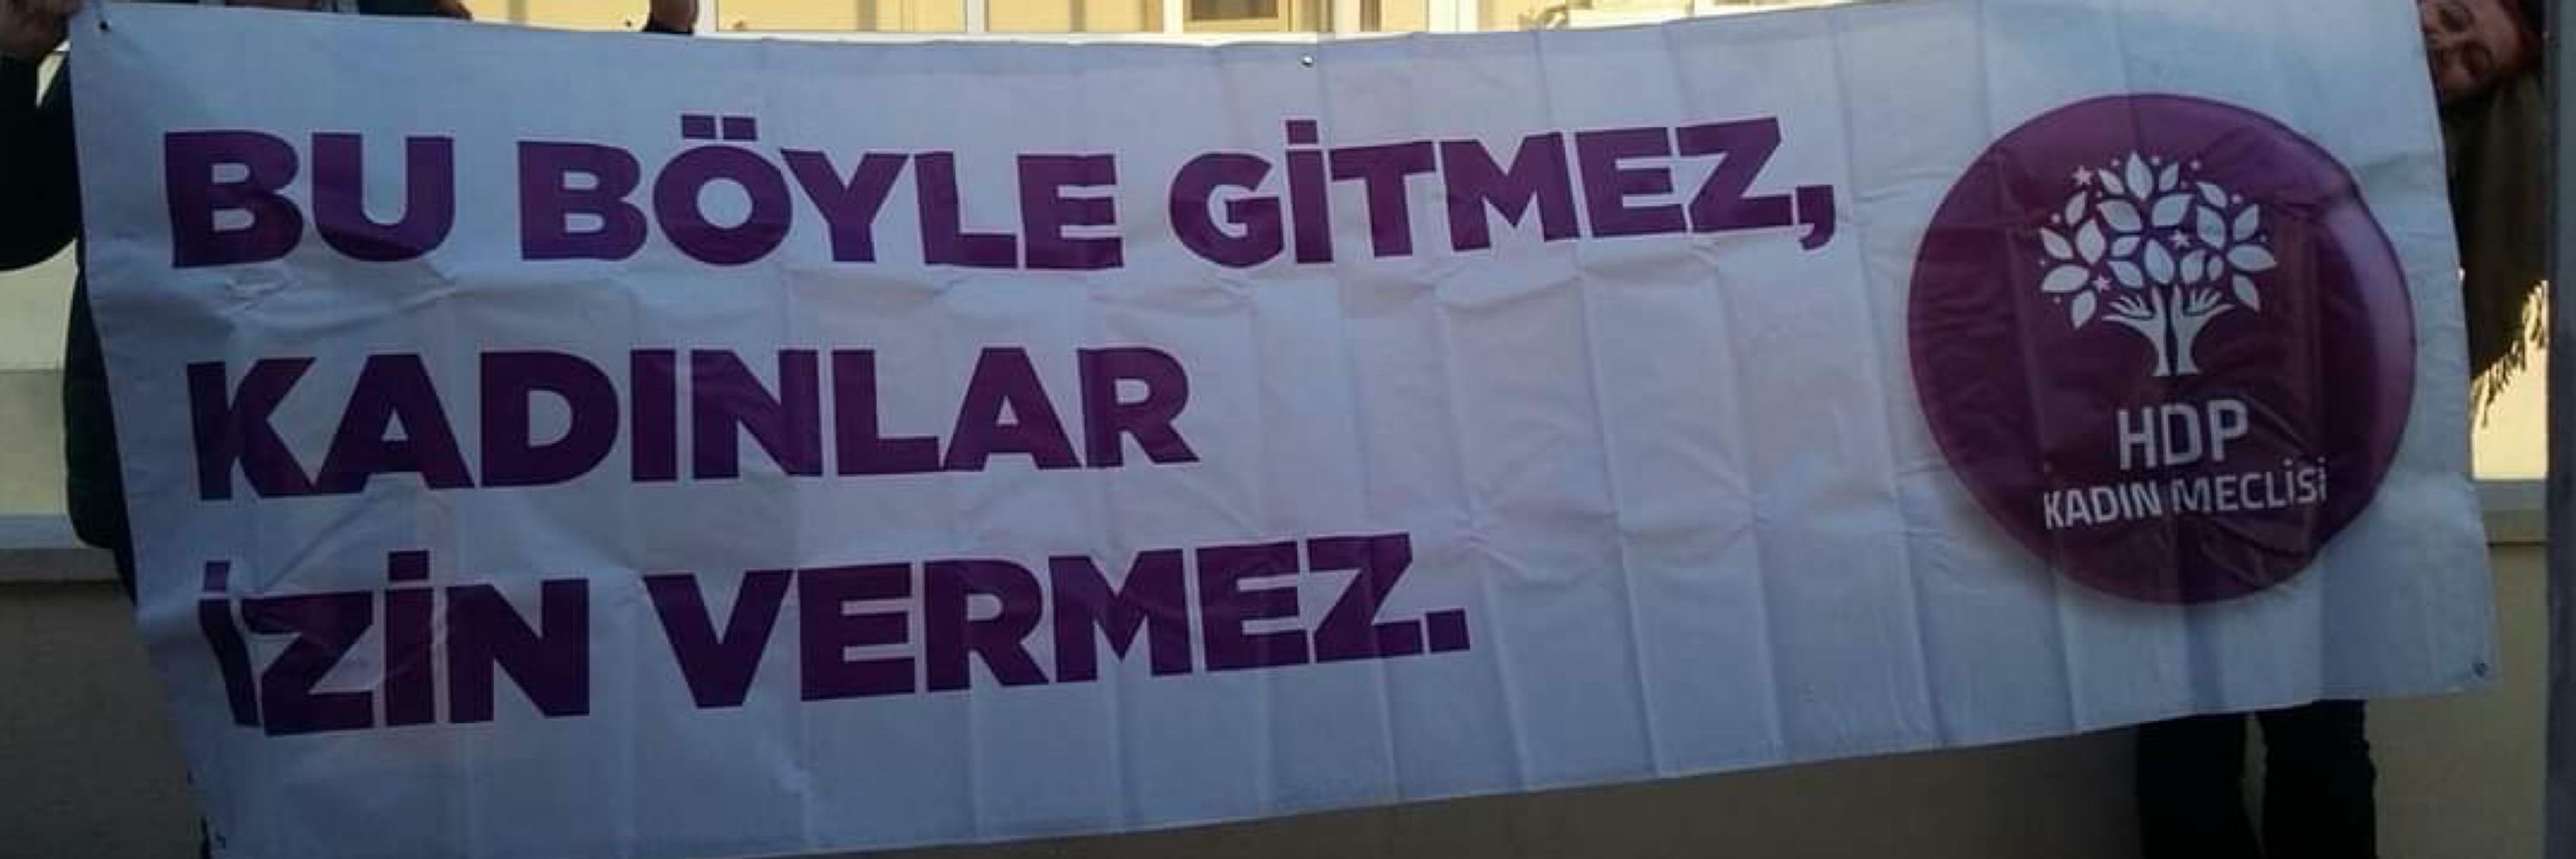 BU BÖYLE GİTMEZ,
KADINLAR
İZİN VERMEZ.
HDP
KADIN MECLİSİ